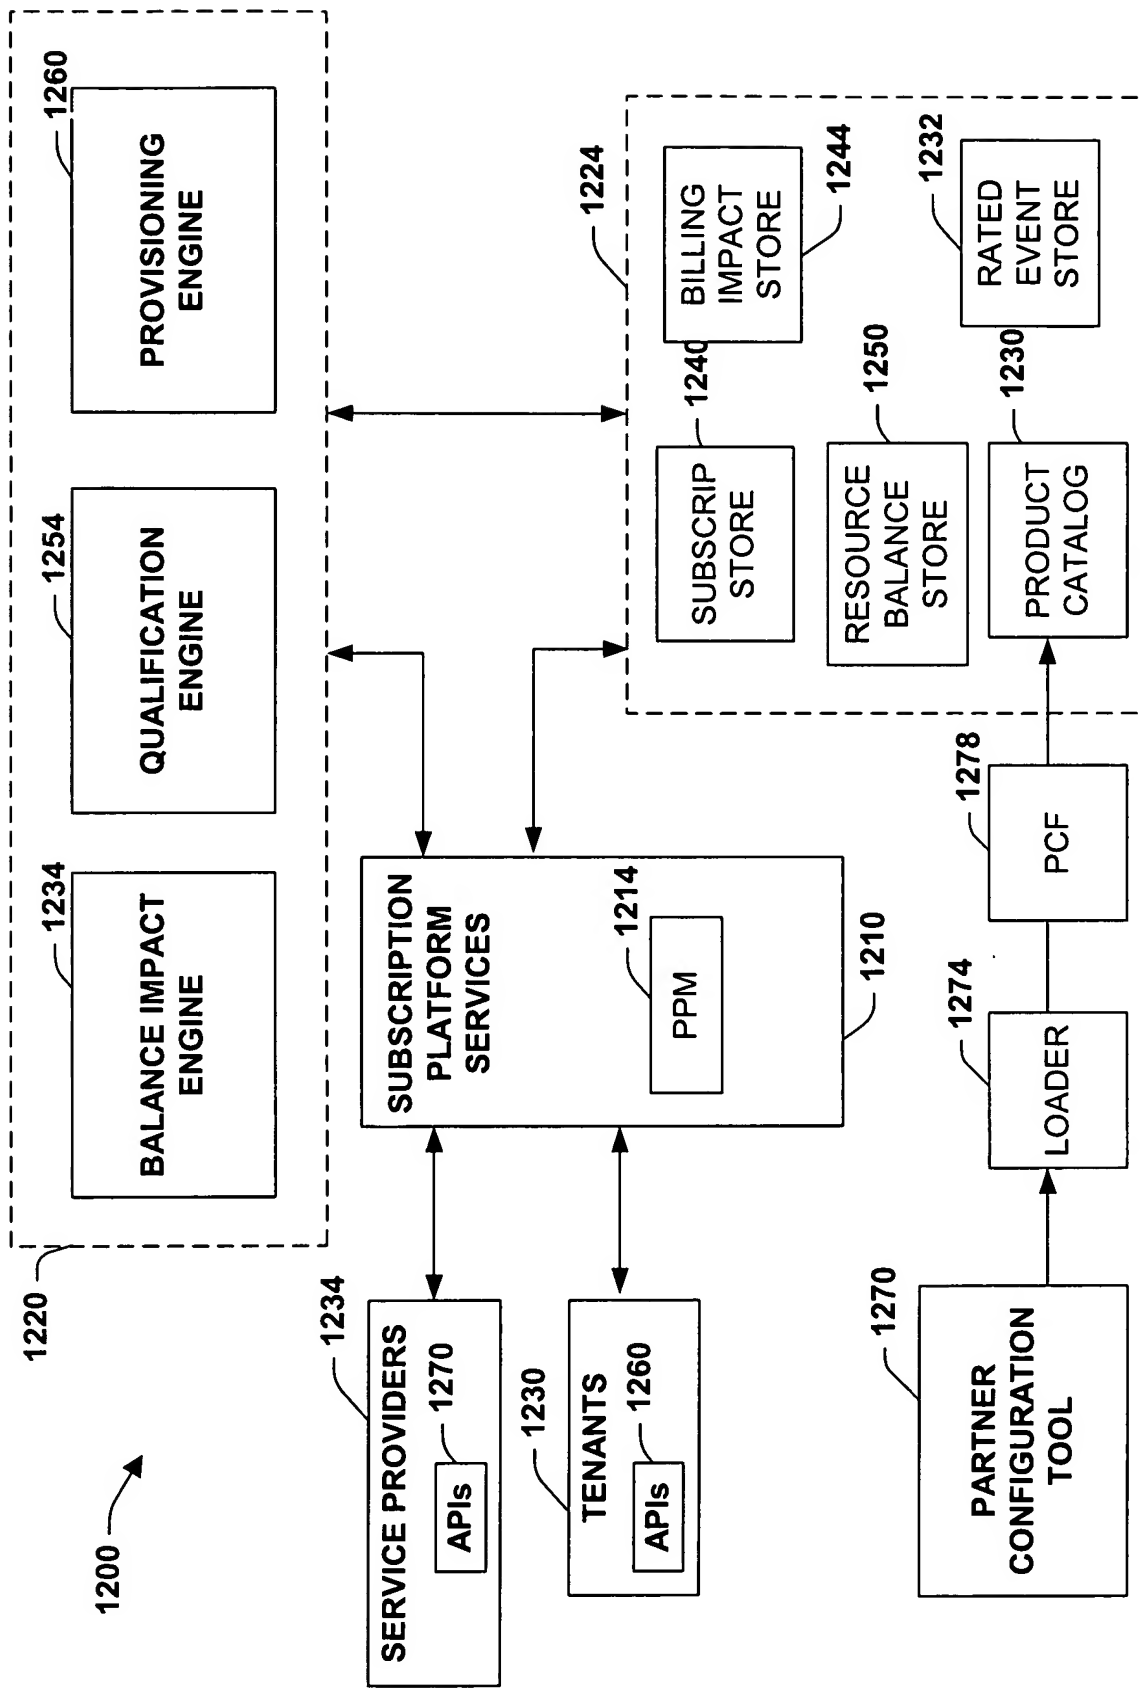 1200
1220
1234
BALANCE IMPACT
ENGINE
1254
QUALIFICATION
ENGINE
1260
PROVISIONING
ENGINE
1234
SERVICE PROVIDERS
1270
APIs
1230
TENANTS
1260
APIs
SUBSCRIPTION
PLATFORM
SERVICES
1214
PPM
1210
1224
1240
SUBSCRIP
STORE
BILLING
IMPACT
STORE
1244
1250
RESOURCE
BALANCE
STORE
1232
RATED
EVENT
STORE
1230
PRODUCT
CATALOG
1270
PARTNER
CONFIGURATION
TOOL
1274
LOADER
1278
PCF